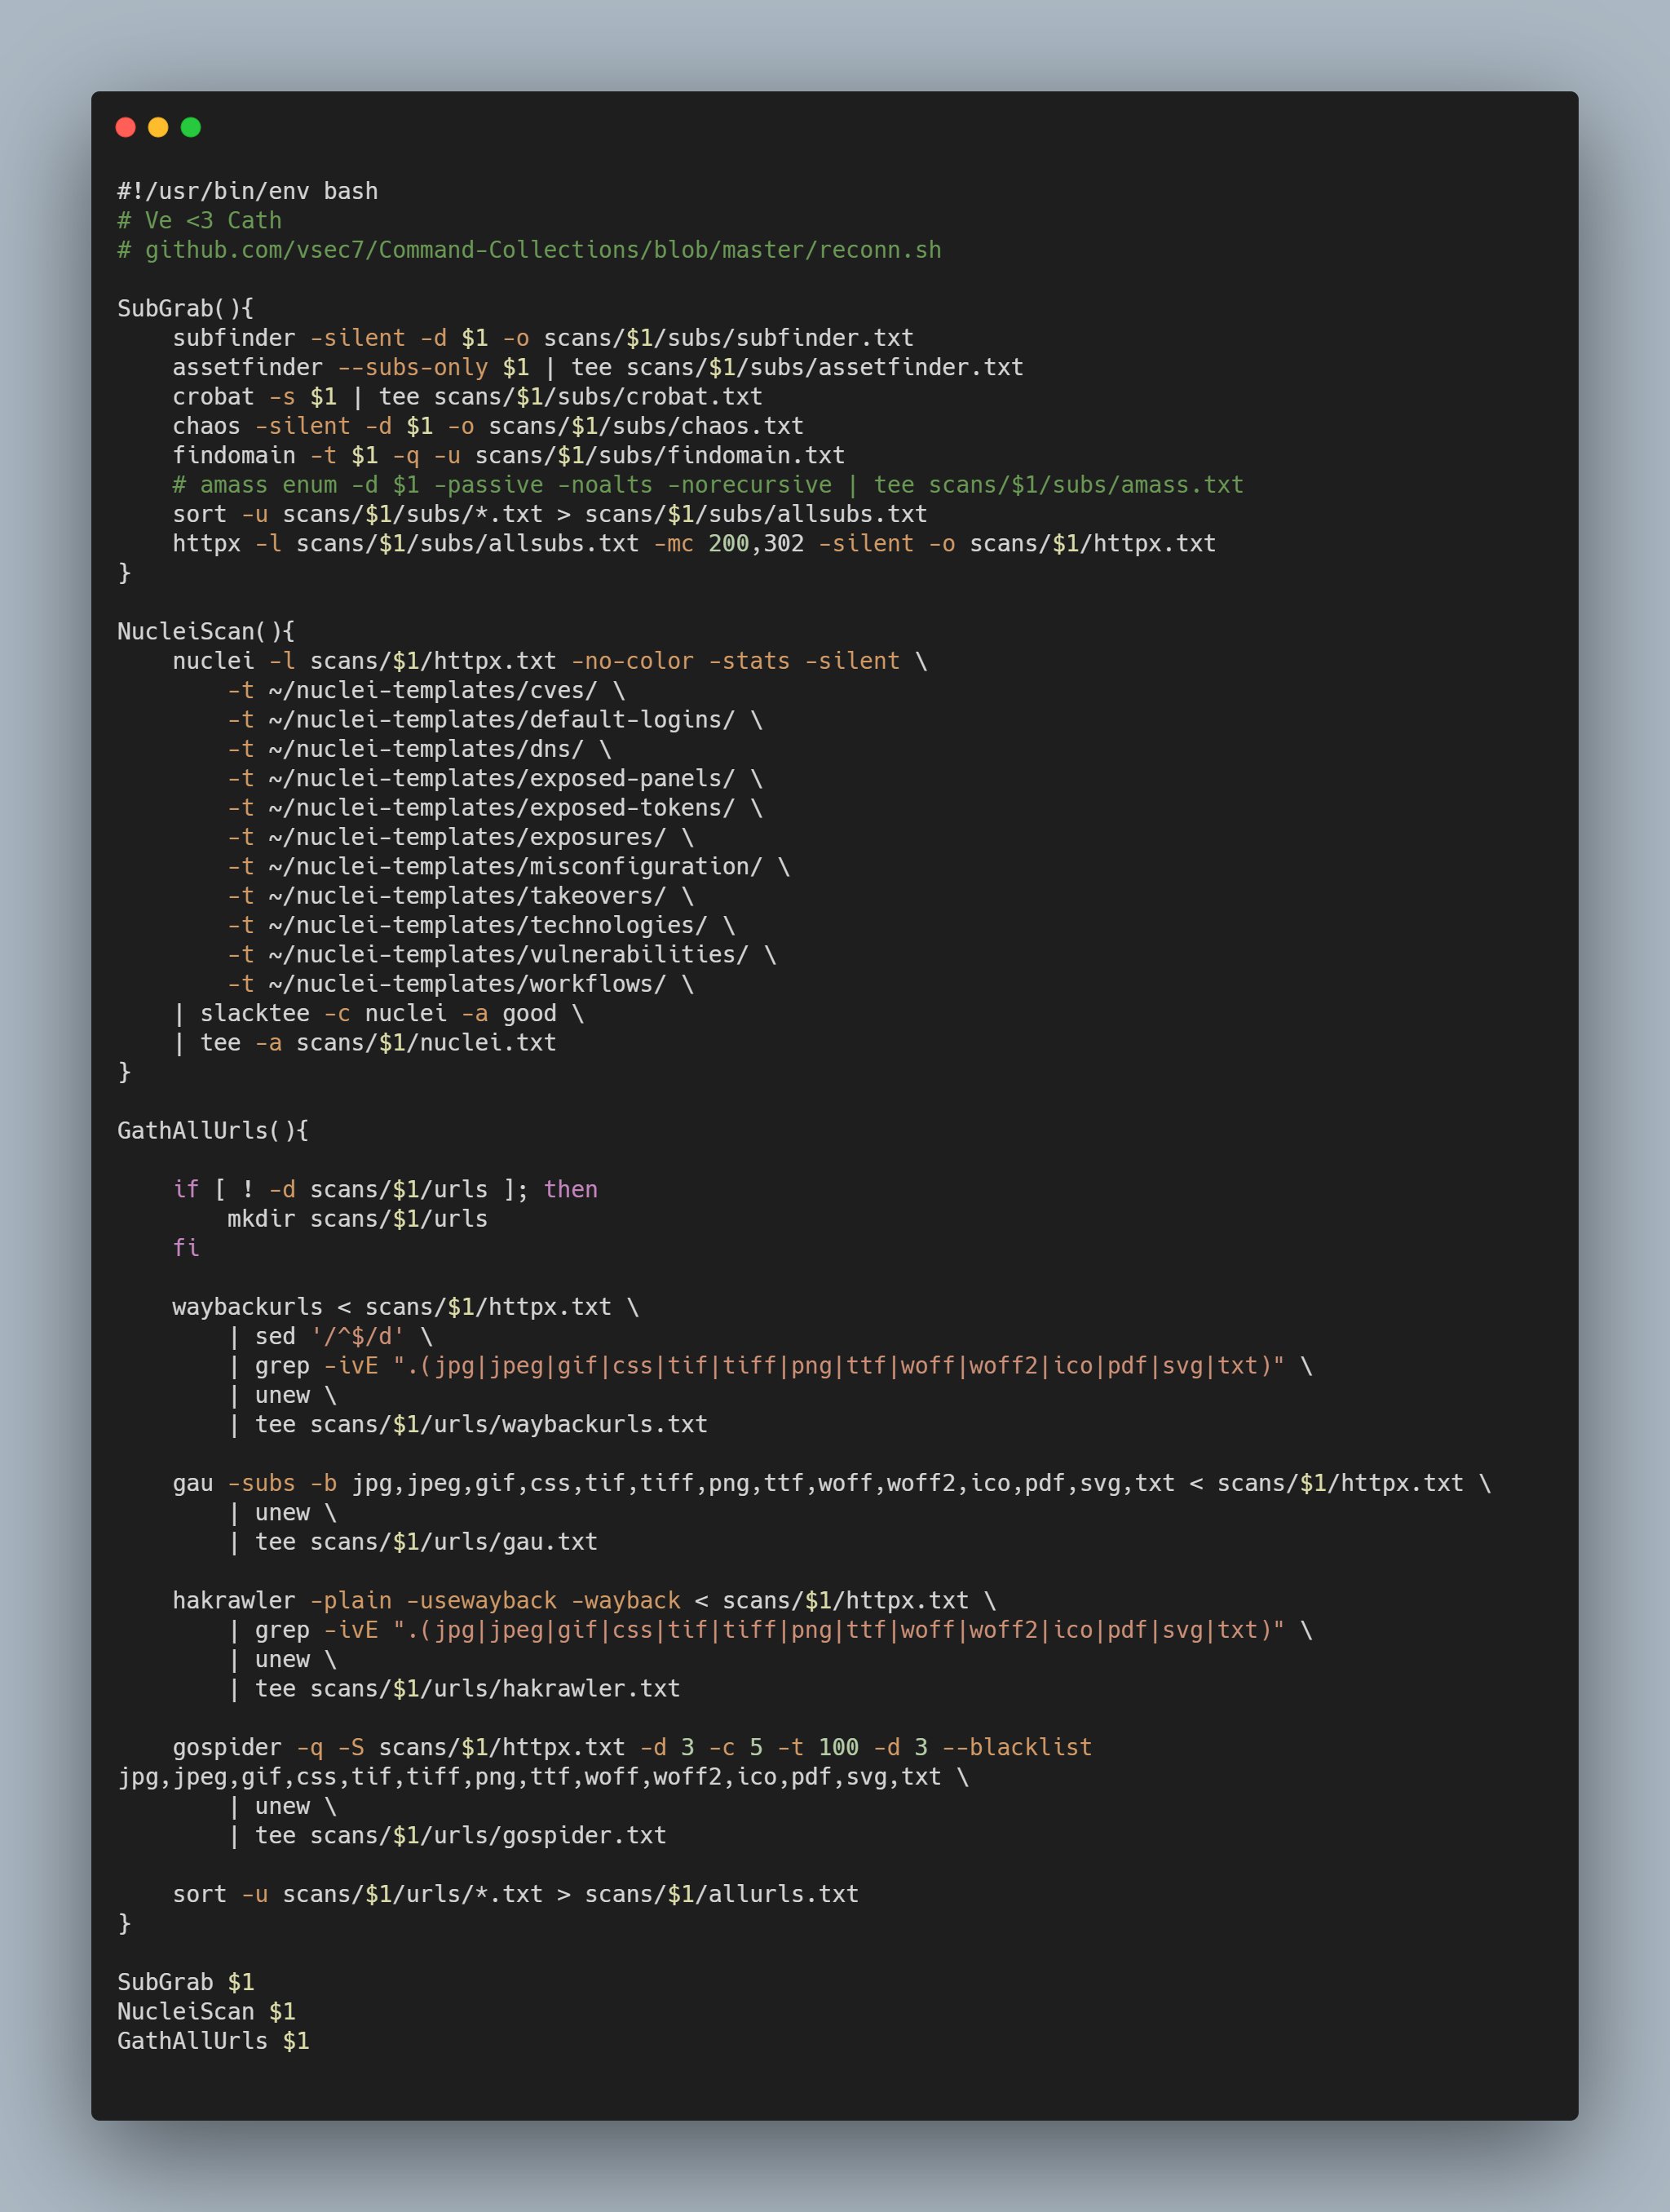 #!/usr/bin/env bash
# Ve <3 Cath
# github.com/vsec7/Command-Collections/blob/master/reconn.sh

SubGrab(){
    subfinder -silent -d $1 -o scans/$1/subs/subfinder.txt
    assetfinder --subs-only $1 | tee scans/$1/subs/assetfinder.txt
    crobat -s $1 | tee scans/$1/subs/crobat.txt
    chaos -silent -d $1 -o scans/$1/subs/chaos.txt
    findomain -t $1 -q -u scans/$1/subs/findomain.txt
    # amass enum -d $1 -passive -noalts -norecursive | tee scans/$1/subs/amass.txt
    sort -u scans/$1/subs/*.txt > scans/$1/subs/allsubs.txt
    httpx -l scans/$1/subs/allsubs.txt -mc 200,302 -silent -o scans/$1/httpx.txt
}

NucleiScan(){
    nuclei -l scans/$1/httpx.txt -no-color -stats -silent \
        -t ~/nuclei-templates/cves/ \
        -t ~/nuclei-templates/default-logins/ \
        -t ~/nuclei-templates/dns/ \
        -t ~/nuclei-templates/exposed-panels/ \
        -t ~/nuclei-templates/exposed-tokens/ \
        -t ~/nuclei-templates/exposures/ \
        -t ~/nuclei-templates/misconfiguration/ \
        -t ~/nuclei-templates/takeovers/ \
        -t ~/nuclei-templates/technologies/ \
        -t ~/nuclei-templates/vulnerabilities/ \
        -t ~/nuclei-templates/workflows/ \
    | slacktee -c nuclei -a good \
    | tee -a scans/$1/nuclei.txt
}

GathAllUrls(){

    if [ ! -d scans/$1/urls ]; then
        mkdir scans/$1/urls
    fi

    waybackurls < scans/$1/httpx.txt \
        | sed '/^$/d' \
        | grep -ivE ".(jpg|jpeg|gif|css|tif|tiff|png|ttf|woff|woff2|ico|pdf|svg|txt)" \
        | unew \
        | tee scans/$1/urls/waybackurls.txt

    gau -subs -b jpg,jpeg,gif,css,tif,tiff,png,ttf,woff,woff2,ico,pdf,svg,txt < scans/$1/httpx.txt \
        | unew \
        | tee scans/$1/urls/gau.txt

    hakrawler -plain -usewayback -wayback < scans/$1/httpx.txt \
        | grep -ivE ".(jpg|jpeg|gif|css|tif|tiff|png|ttf|woff|woff2|ico|pdf|svg|txt)" \
        | unew \
        | tee scans/$1/urls/hakrawler.txt

    gospider -q -S scans/$1/httpx.txt -d 3 -c 5 -t 100 -d 3 --blacklist
jpg,jpeg,gif,css,tif,tiff,png,ttf,woff,woff2,ico,pdf,svg,txt \
        | unew \
        | tee scans/$1/urls/gospider.txt

    sort -u scans/$1/urls/*.txt > scans/$1/allurls.txt
}

SubGrab $1
NucleiScan $1
GathAllUrls $1